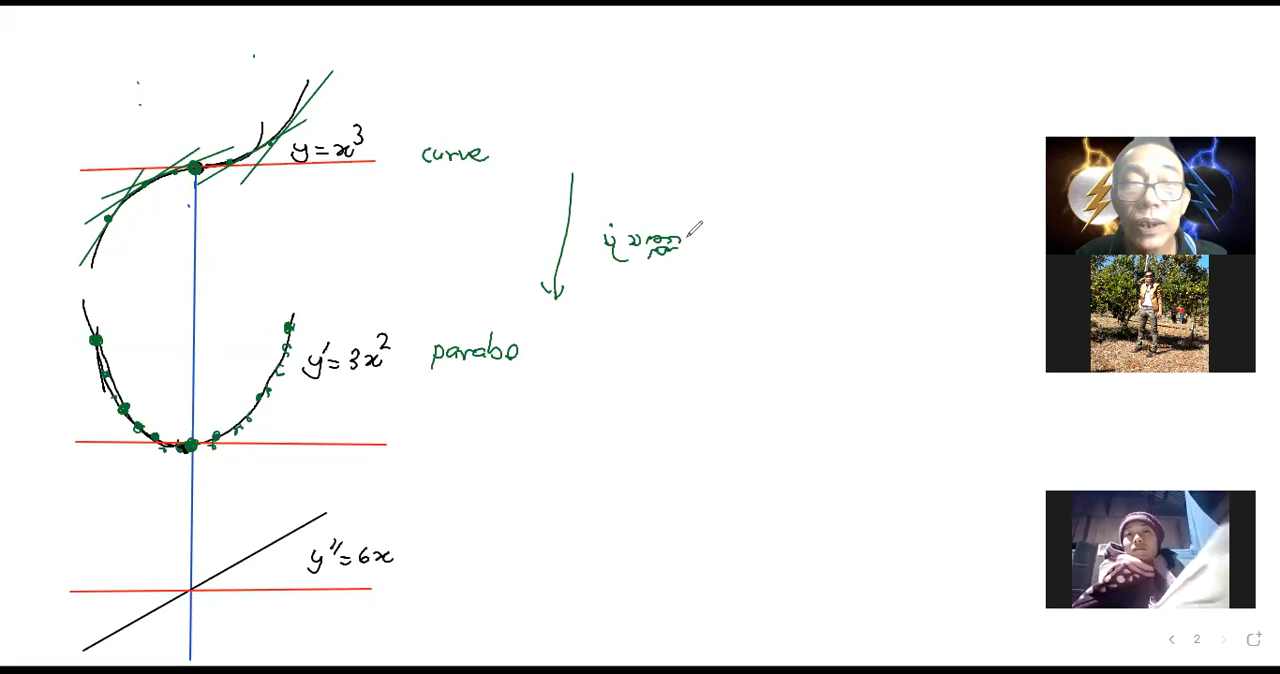 y = x³
curve
y′ = 3x²
parabo
y″ = 6x
2